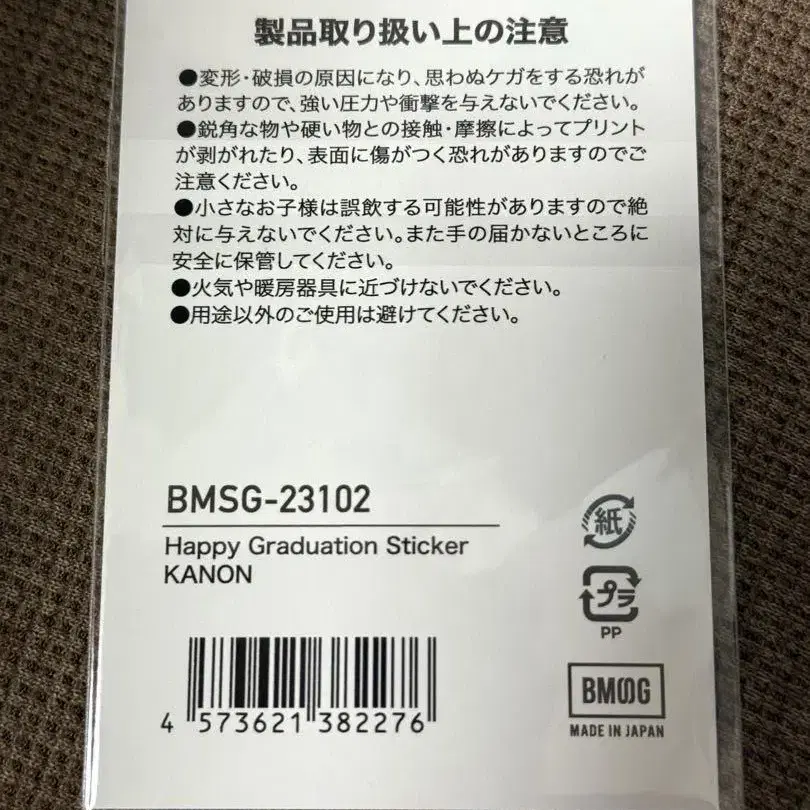 製品取り扱い上の注意
●変形・破損の原因になり、思わぬケガをする恐れが
ありますので、強い圧力や衝撃を与えないでください。
●鋭角な物や硬い物との接触・摩擦によってプリント
が剥がれたり、表面に傷がつく恐れがありますのでご
注意ください。
●小さなお子様は誤飲する可能性がありますので絶
対に与えないでください。また手の届かないところに
安全に保管してください。
●火気や暖房器具に近づけないでください。
●用途以外のご使用は避けてください。
BMSG-23102
Happy Graduation Sticker
KANON
4 573621 382276
紙
プラ
PP
BMSG
MADE IN JAPAN